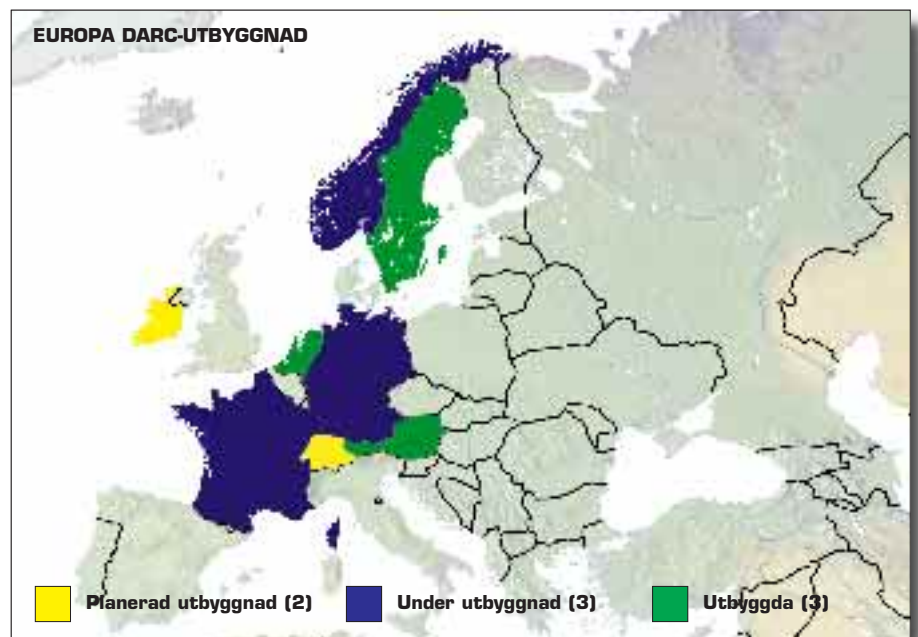 EUROPA DARC-UTBYGGNAD
Planerad utbyggnad (2)
Under utbyggnad (3)
Utbyggda (3)